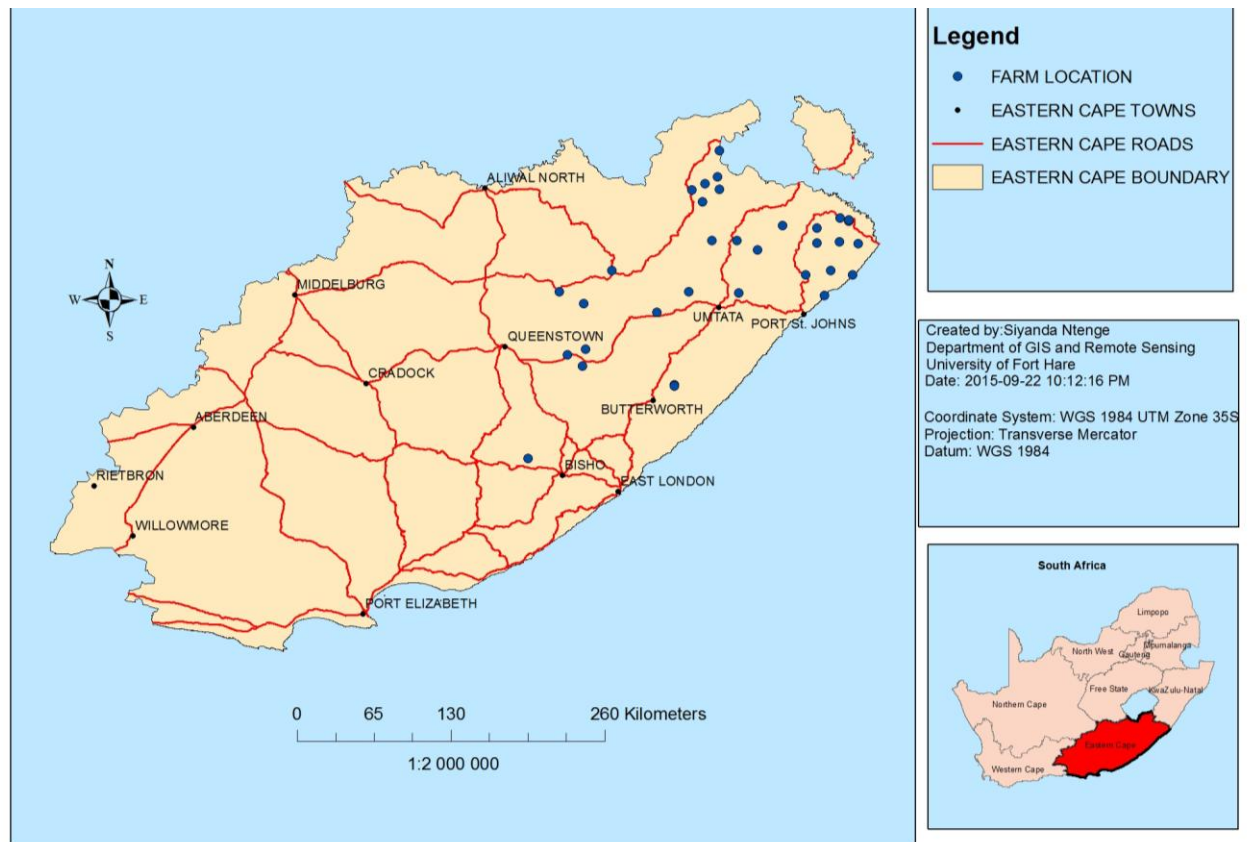 ALIWAL NORTH
MIDDELBURG
UMTATA
PORT St. JOHNS
QUEENSTOWN
CRADOCK
BUTTERWORTH
ABERDEEN
BISHO
RIETBRON
EAST LONDON
WILLOWMORE
PORT ELIZABETH
N
W
E
S
0 65 130 260 Kilometers
1:2 000 000
Legend
FARM LOCATION
EASTERN CAPE TOWNS
EASTERN CAPE ROADS
EASTERN CAPE BOUNDARY
Created by:Siyanda Ntenge
Department of GIS and Remote Sensing
University of Fort Hare
Date: 2015-09-22 10:12:16 PM
Coordinate System: WGS 1984 UTM Zone 35S
Projection: Transverse Mercator
Datum: WGS 1984
South Africa
Limpopo
North West
Mpumalanga
Gauteng
Free State
KwaZulu-Natal
Northern Cape
Eastern Cape
Western Cape